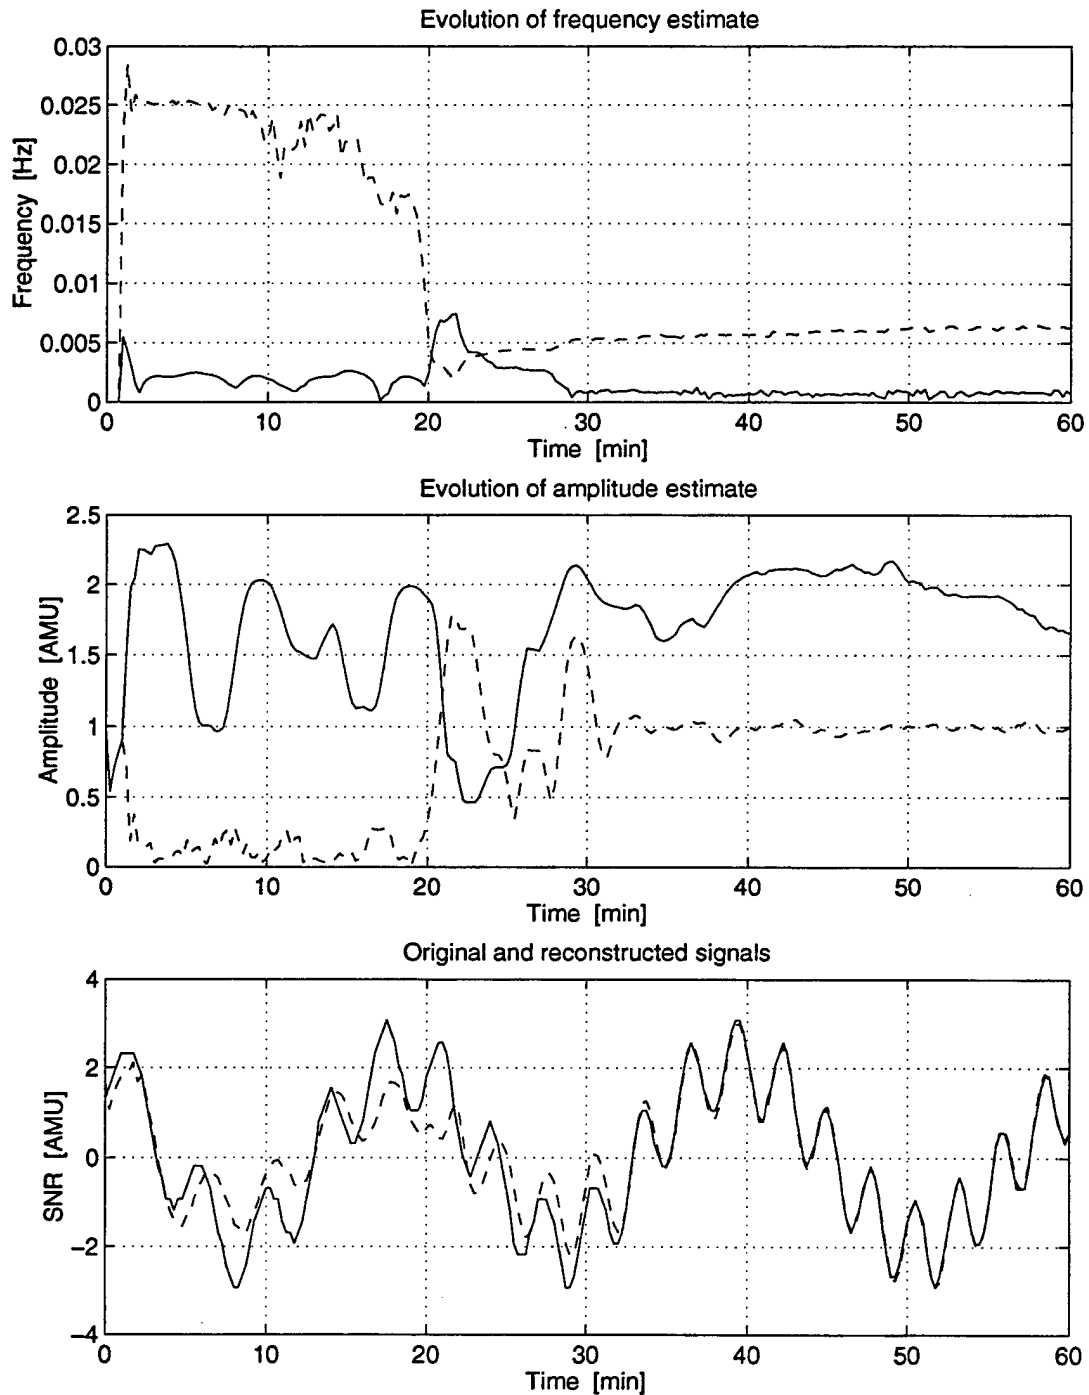 Evolution of frequency estimate
0.03
0.025
0.02
0.015
0.01
0.005
0
Frequency [Hz]
0 10 20 30 40 50 60
Time [min]
Evolution of amplitude estimate
2.5
2
1.5
1
0.5
0
Amplitude [AMU]
0 10 20 30 40 50 60
Time [min]
Original and reconstructed signals
4
2
0
−2
−4
SNR [AMU]
0 10 20 30 40 50 60
Time [min]